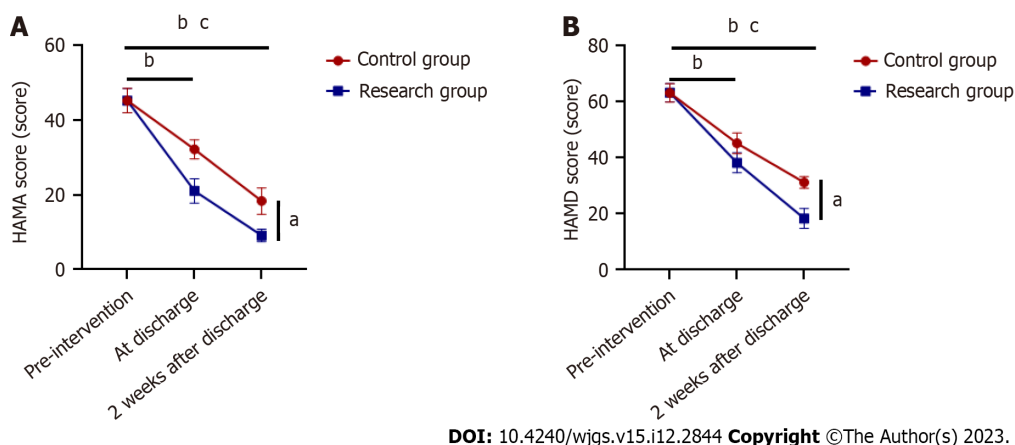 A
b c
60
b
Control group
Research group
40
20
0
HAMA score (score)
a
Pre-intervention
At discharge
2 weeks after discharge
B
b c
80
b
Control group
Research group
60
40
20
0
HAMD score (score)
a
Pre-intervention
At discharge
2 weeks after discharge
DOI: 10.4240/wjgs.v15.i12.2844 Copyright ©The Author(s) 2023.